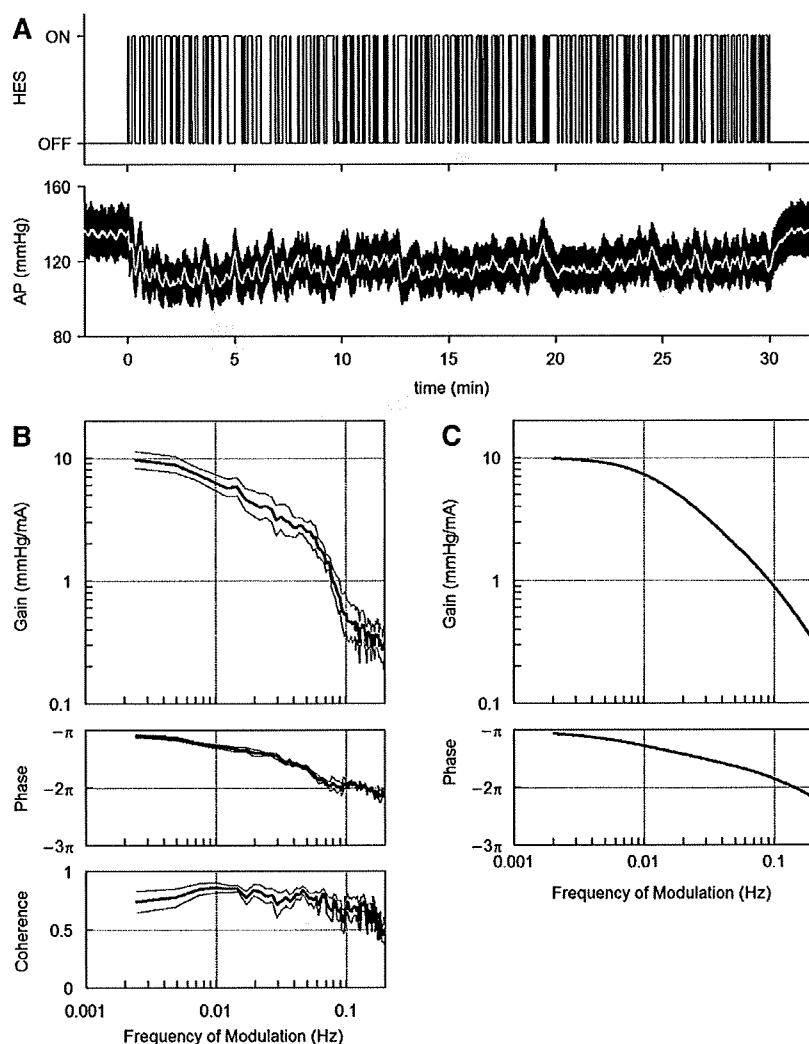 A
HES
ON
OFF
AP (mmHg)
160
120
80
0 5 10 15 20 25 30
time (min)
B
Gain (mmHg/mA)
10
1
0.1
Phase
−π
−2π
−3π
Coherence
1
0.5
0
0.001 0.01 0.1
Frequency of Modulation (Hz)
C
Gain (mmHg/mA)
10
1
0.1
Phase
−π
−2π
−3π
0.001 0.01 0.1
Frequency of Modulation (Hz)